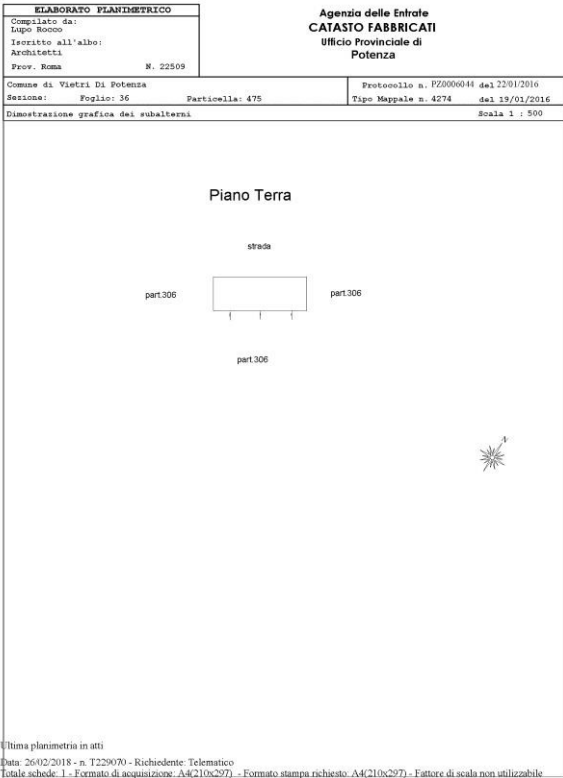 ELABORATO PLANIMETRICO
Compilato da:
Lupo Rocco
Iscritto all'albo:
Architetti
Prov. Roma N. 22509
Agenzia delle Entrate
CATASTO FABBRICATI
Ufficio Provinciale di
Potenza
Comune di Vietri Di Potenza
Sezione: Foglio: 36 Particella: 475
Protocollo n. PZ0006044 del 22/01/2016
Tipo Mappale n. 4274 del 19/01/2016
Dimostrazione grafica dei subalterni Scala 1 : 500
Piano Terra
strada
part.306 part.306
part.306
N
Ultima planimetria in atti
Data: 26/02/2018 - n. T229070 - Richiedente: Telematico
Totale schede: 1 - Formato di acquisizione: A4(210x297) - Formato stampa richiesto: A4(210x297) - Fattore di scala non utilizzabile